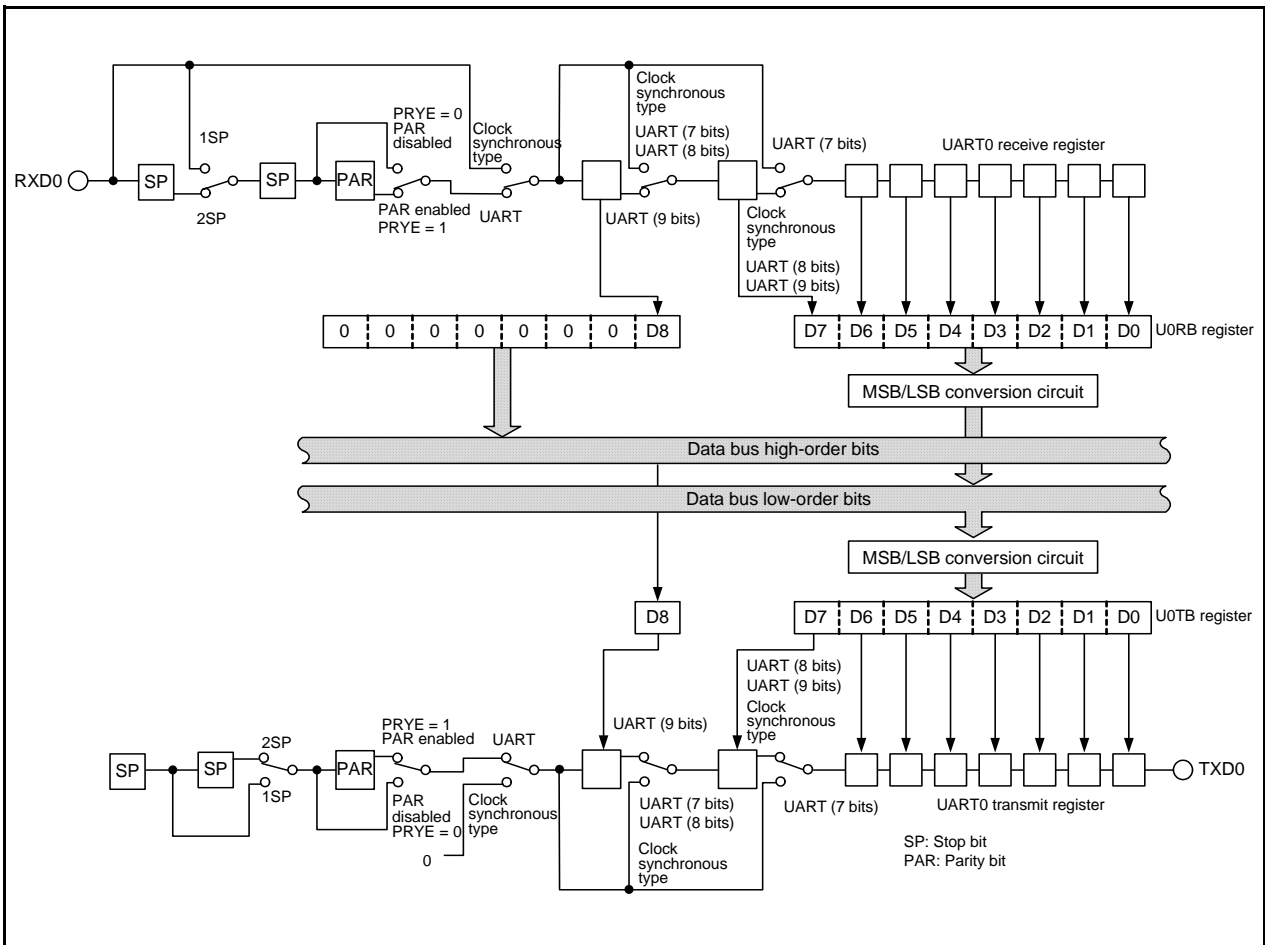 Clock
synchronous
type
PRYE = 0
PAR
disabled
1SP
Clock
synchronous
type
UART (7 bits)
UART (8 bits)
UART (7 bits)
UART0 receive register
RXD0
SP
SP
PAR
2SP
PAR enabled
PRYE = 1
UART
UART (9 bits)
Clock
synchronous
type
UART (8 bits)
UART (9 bits)
0 0 0 0 0 0 0 D8
D7 D6 D5 D4 D3 D2 D1 D0
U0RB register
MSB/LSB conversion circuit
Data bus high-order bits
Data bus low-order bits
MSB/LSB conversion circuit
D8
D7 D6 D5 D4 D3 D2 D1 D0
U0TB register
UART (8 bits)
UART (9 bits)
Clock
synchronous
type
PRYE = 1
PAR enabled
UART
UART (9 bits)
2SP
SP
SP
PAR
TXD0
1SP
PAR
disabled
PRYE = 0
0
Clock
synchronous
type
UART (7 bits)
UART (8 bits)
Clock
synchronous
type
UART (7 bits)
UART0 transmit register
SP: Stop bit
PAR: Parity bit